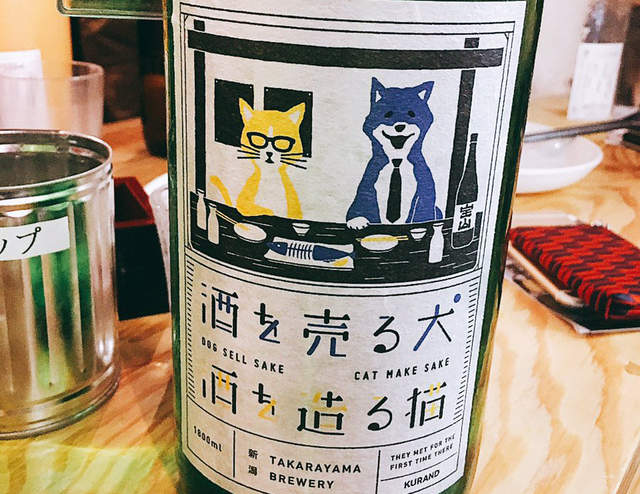 ップ
宝山
酒を売る犬
DOG SELL SAKE
CAT MAKE SAKE
酒を造る猫
1800ml
新潟
TAKARAYAMA
BREWERY
THEY MET FOR THE
FIRST TIME THERE
KURAND